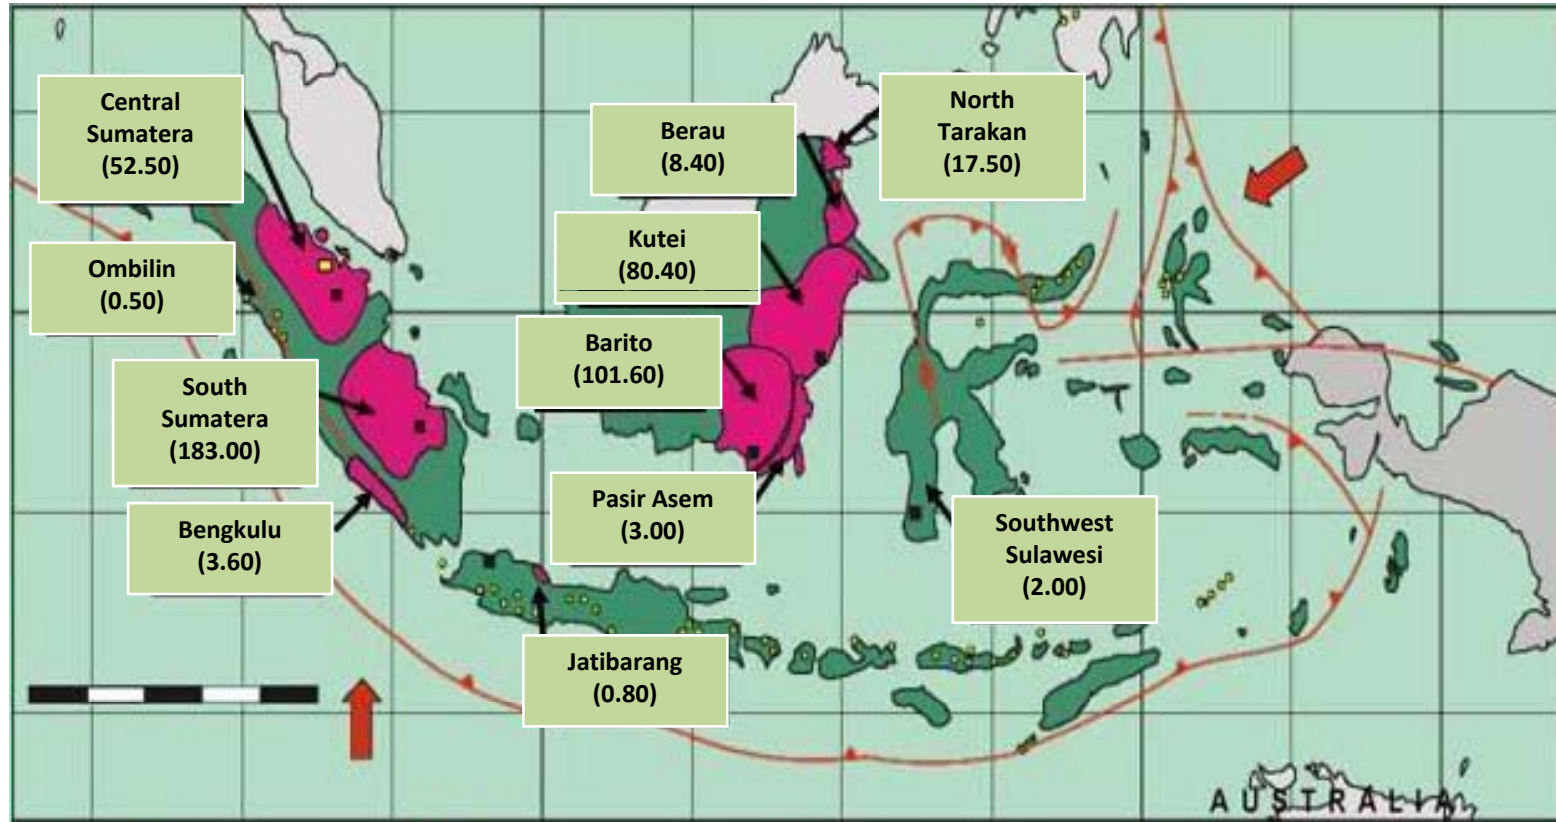 Central
Sumatera
(52.50)
Berau
(8.40)
North
Tarakan
(17.50)
Ombilin
(0.50)
Kutei
(80.40)
Barito
(101.60)
South
Sumatera
(183.00)
Bengkulu
(3.60)
Pasir Asem
(3.00)
Southwest
Sulawesi
(2.00)
Jatibarang
(0.80)
AUSTRALIA